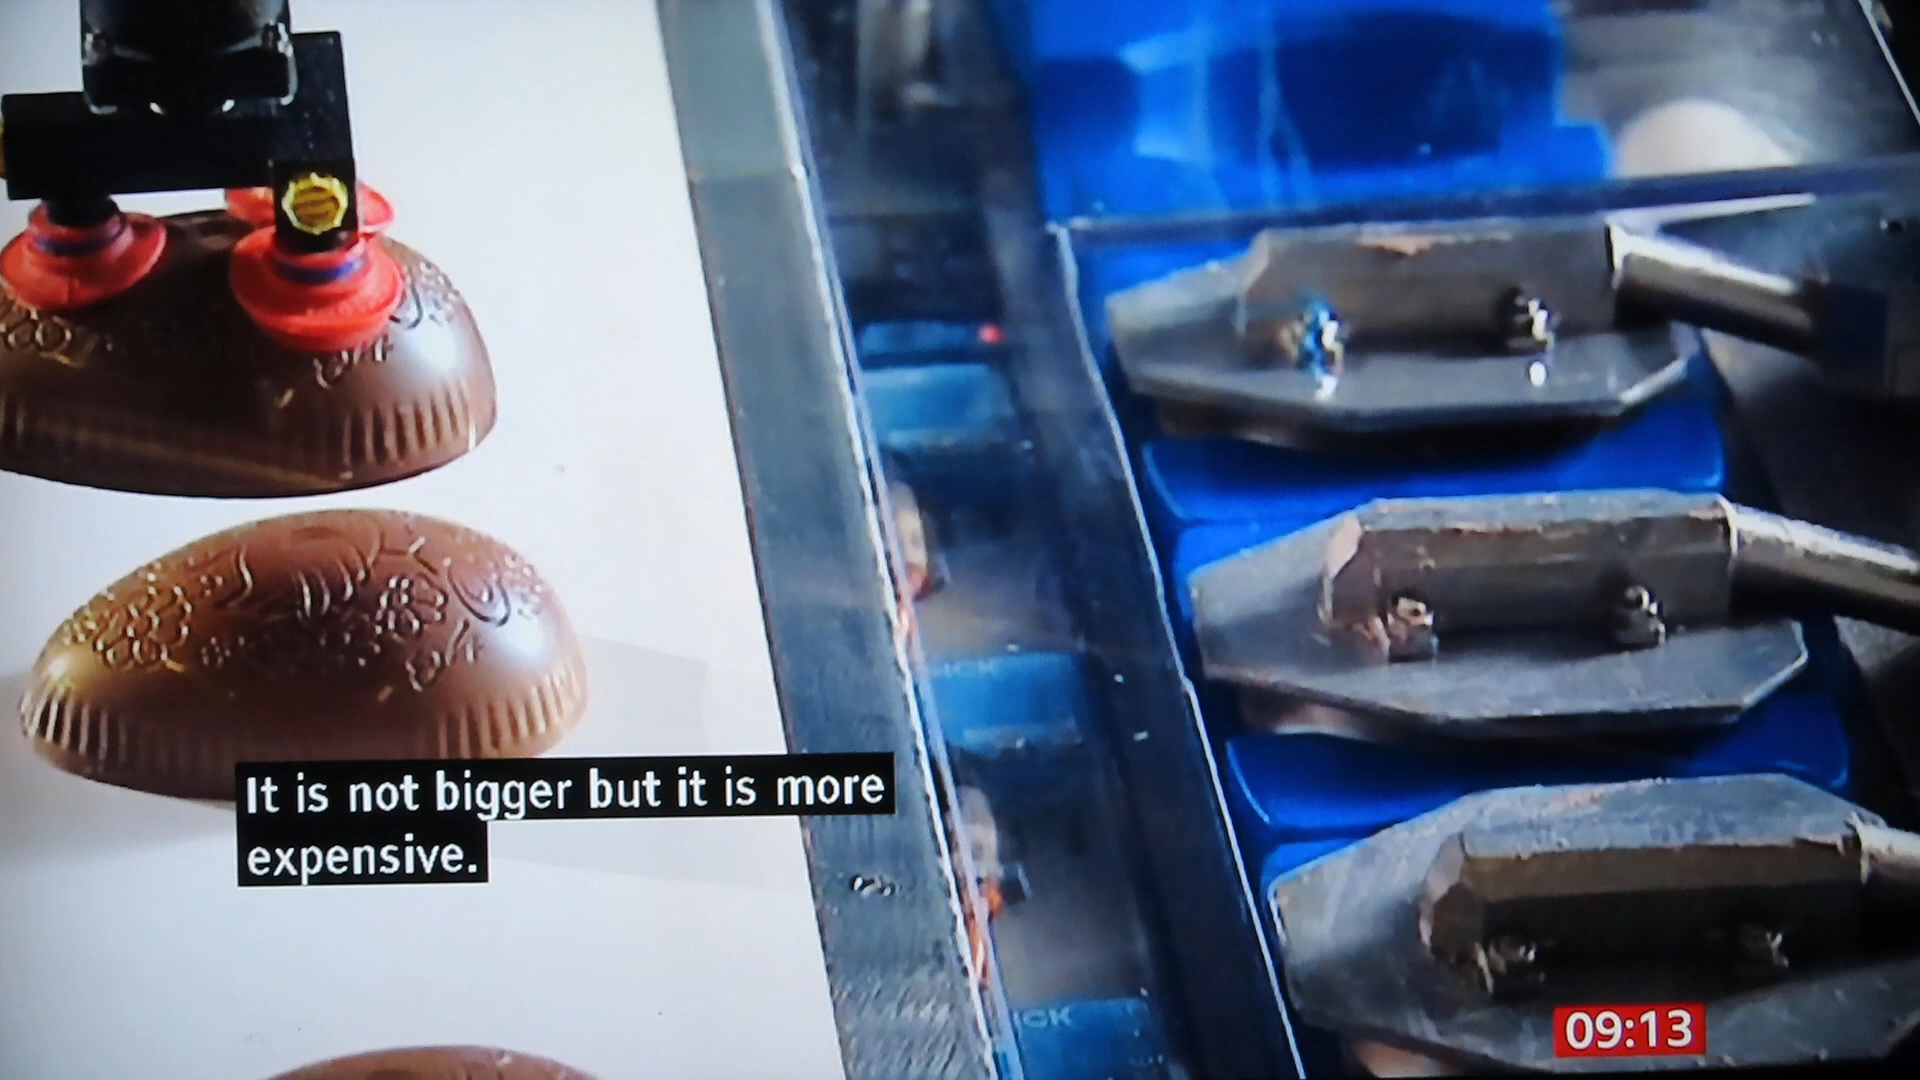 It is not bigger but it is more
expensive.
09:13